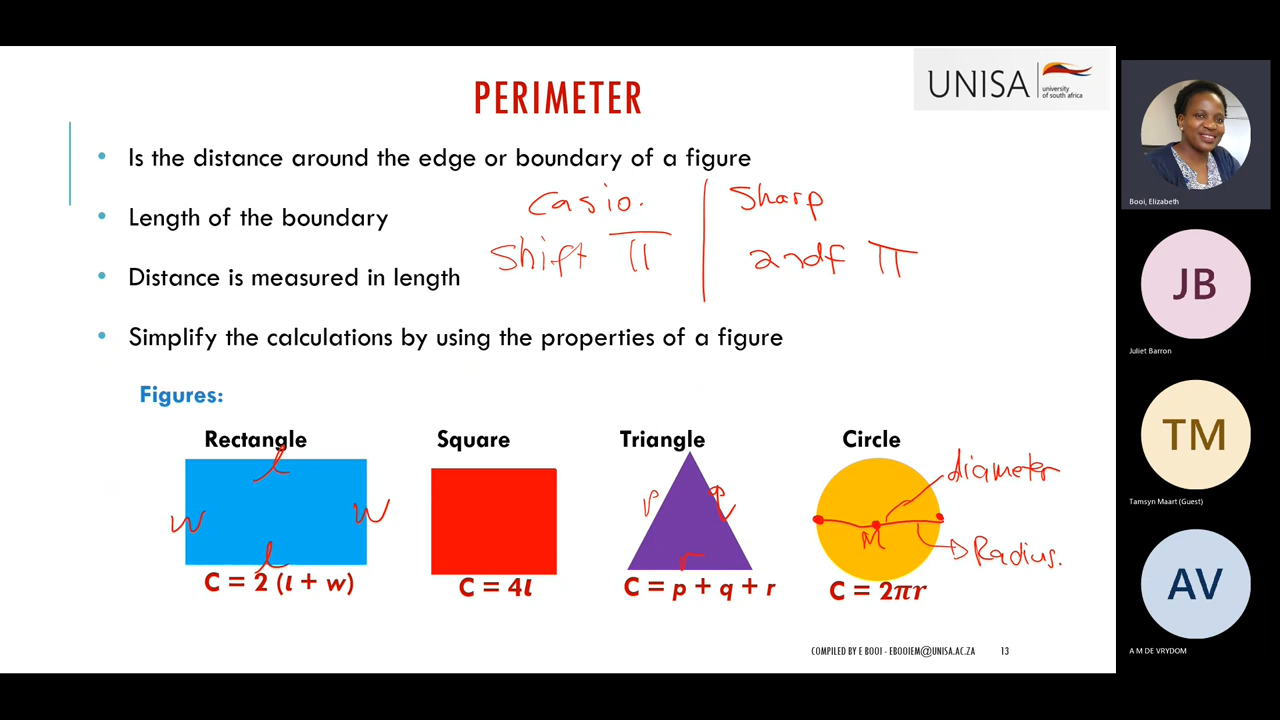 PERIMETER
UNISA
university
of south africa
• Is the distance around the edge or boundary of a figure
• Length of the boundary
• Distance is measured in length
• Simplify the calculations by using the properties of a figure
Casio. | Sharp
Shift π | 2ndf π
Figures:
Rectangle
l
w w
l
C = 2 (l + w)
Square
C = 4l
Triangle
p q
r
C = p + q + r
Circle
diameter
M
Radius.
C = 2πr
COMPILED BY E BOOI - EBOOIEM@UNISA.AC.ZA 13
Booi, Elizabeth
JB
Juliet Barron
TM
Tamsyn Maart (Guest)
AV
A M DE VRYDOM